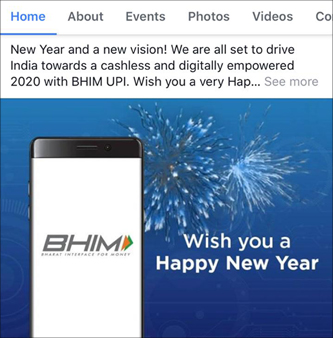 Home About Events Photos Videos Co
New Year and a new vision! We are all set to drive
India towards a cashless and digitally empowered
2020 with BHIM UPI. Wish you a very Hap... See more
BHIM
BHARAT INTERFACE FOR MONEY
Wish you a
Happy New Year